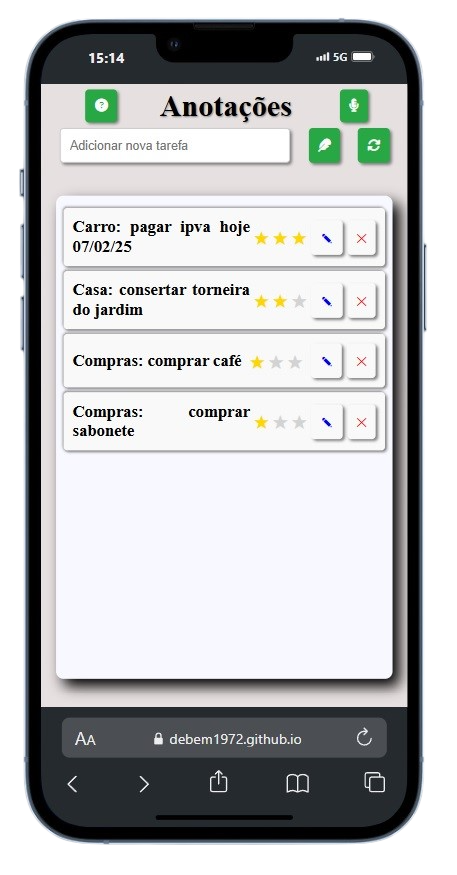 15:14
5G
?
Anotações
Adicionar nova tarefa
Carro: pagar ipva hoje
07/02/25
Casa: consertar torneira
do jardim
Compras: comprar café
Compras: comprar
sabonete
AA
debem1972.github.io